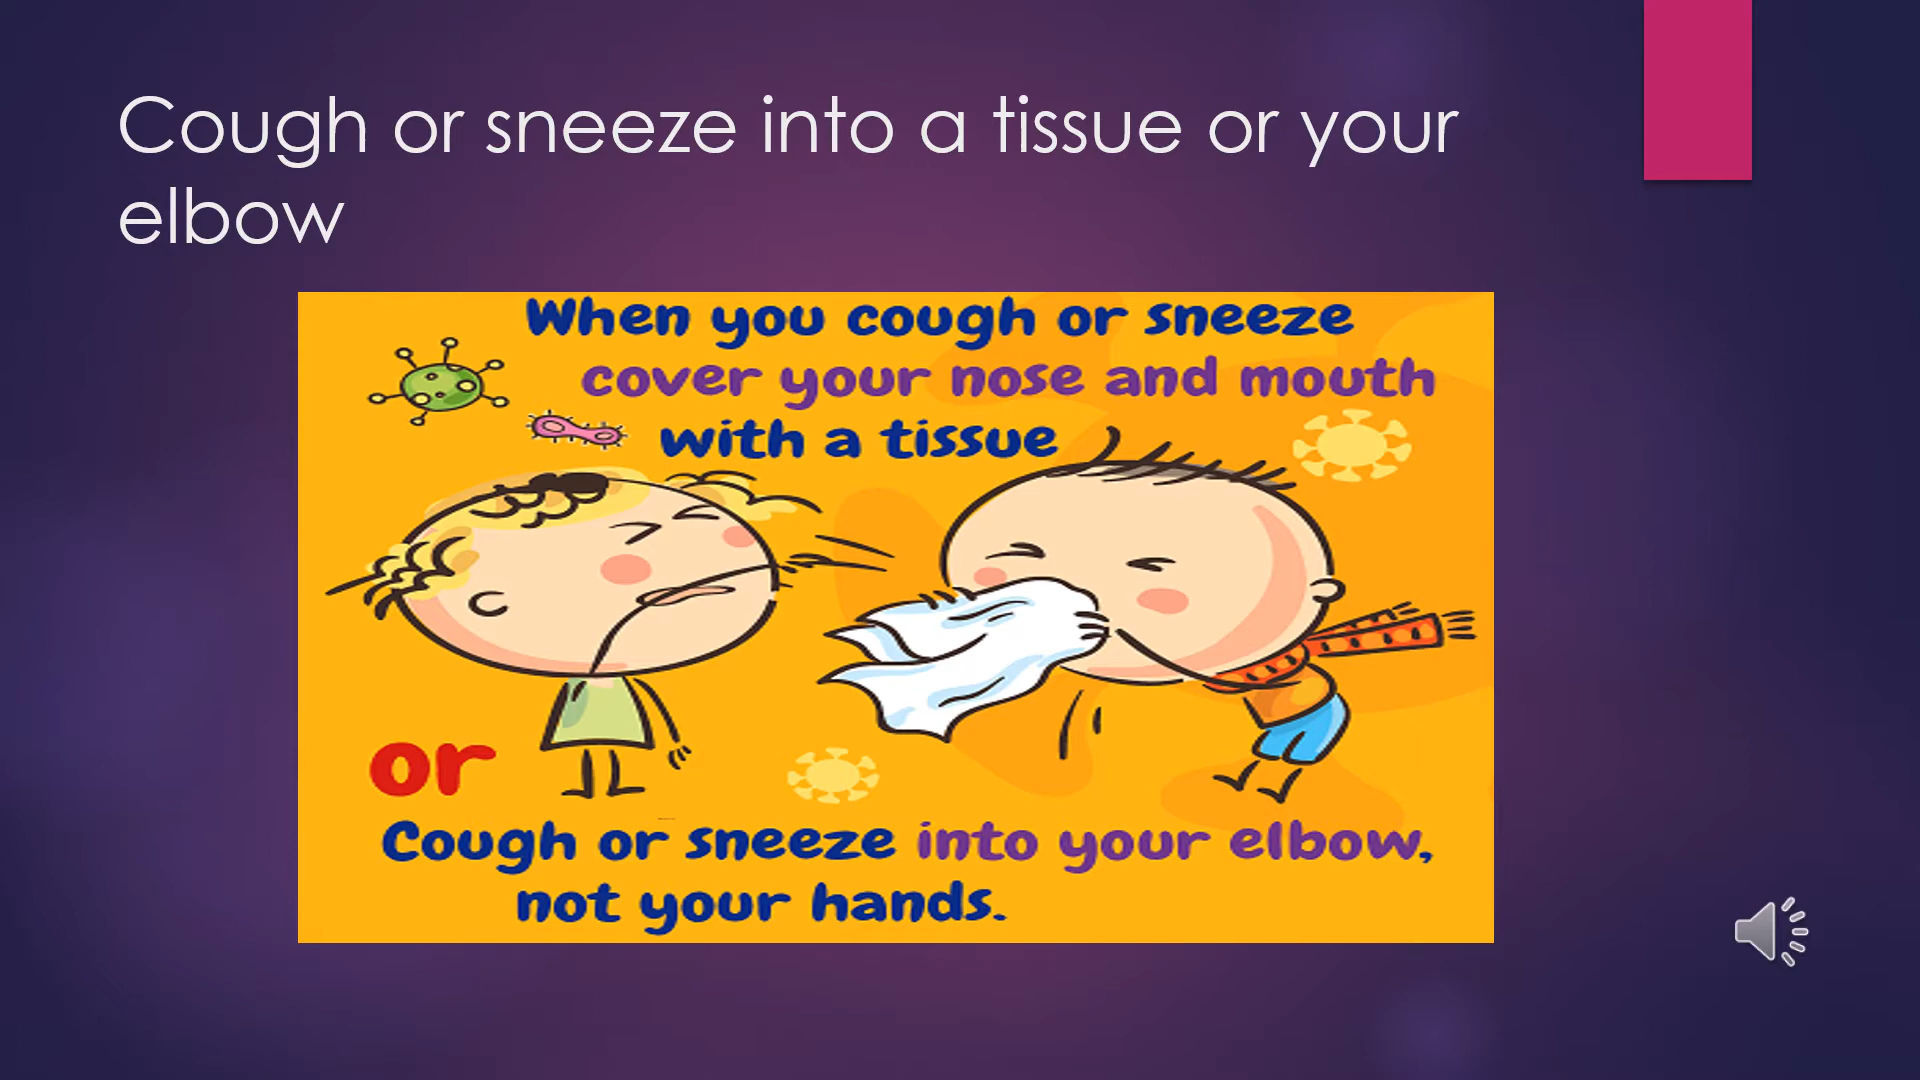 Cough or sneeze into a tissue or your
elbow
When you cough or sneeze
cover your nose and mouth
with a tissue
or
Cough or sneeze into your elbow,
not your hands.